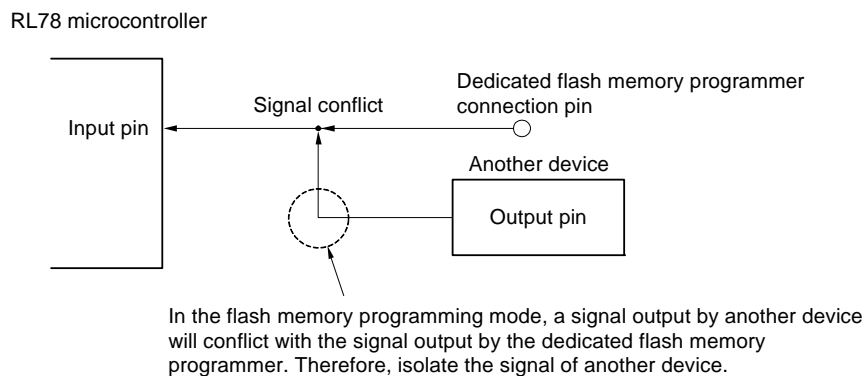 RL78 microcontroller
Dedicated flash memory programmer
connection pin
Signal conflict
Input pin
Another device
Output pin
In the flash memory programming mode, a signal output by another device
will conflict with the signal output by the dedicated flash memory
programmer. Therefore, isolate the signal of another device.